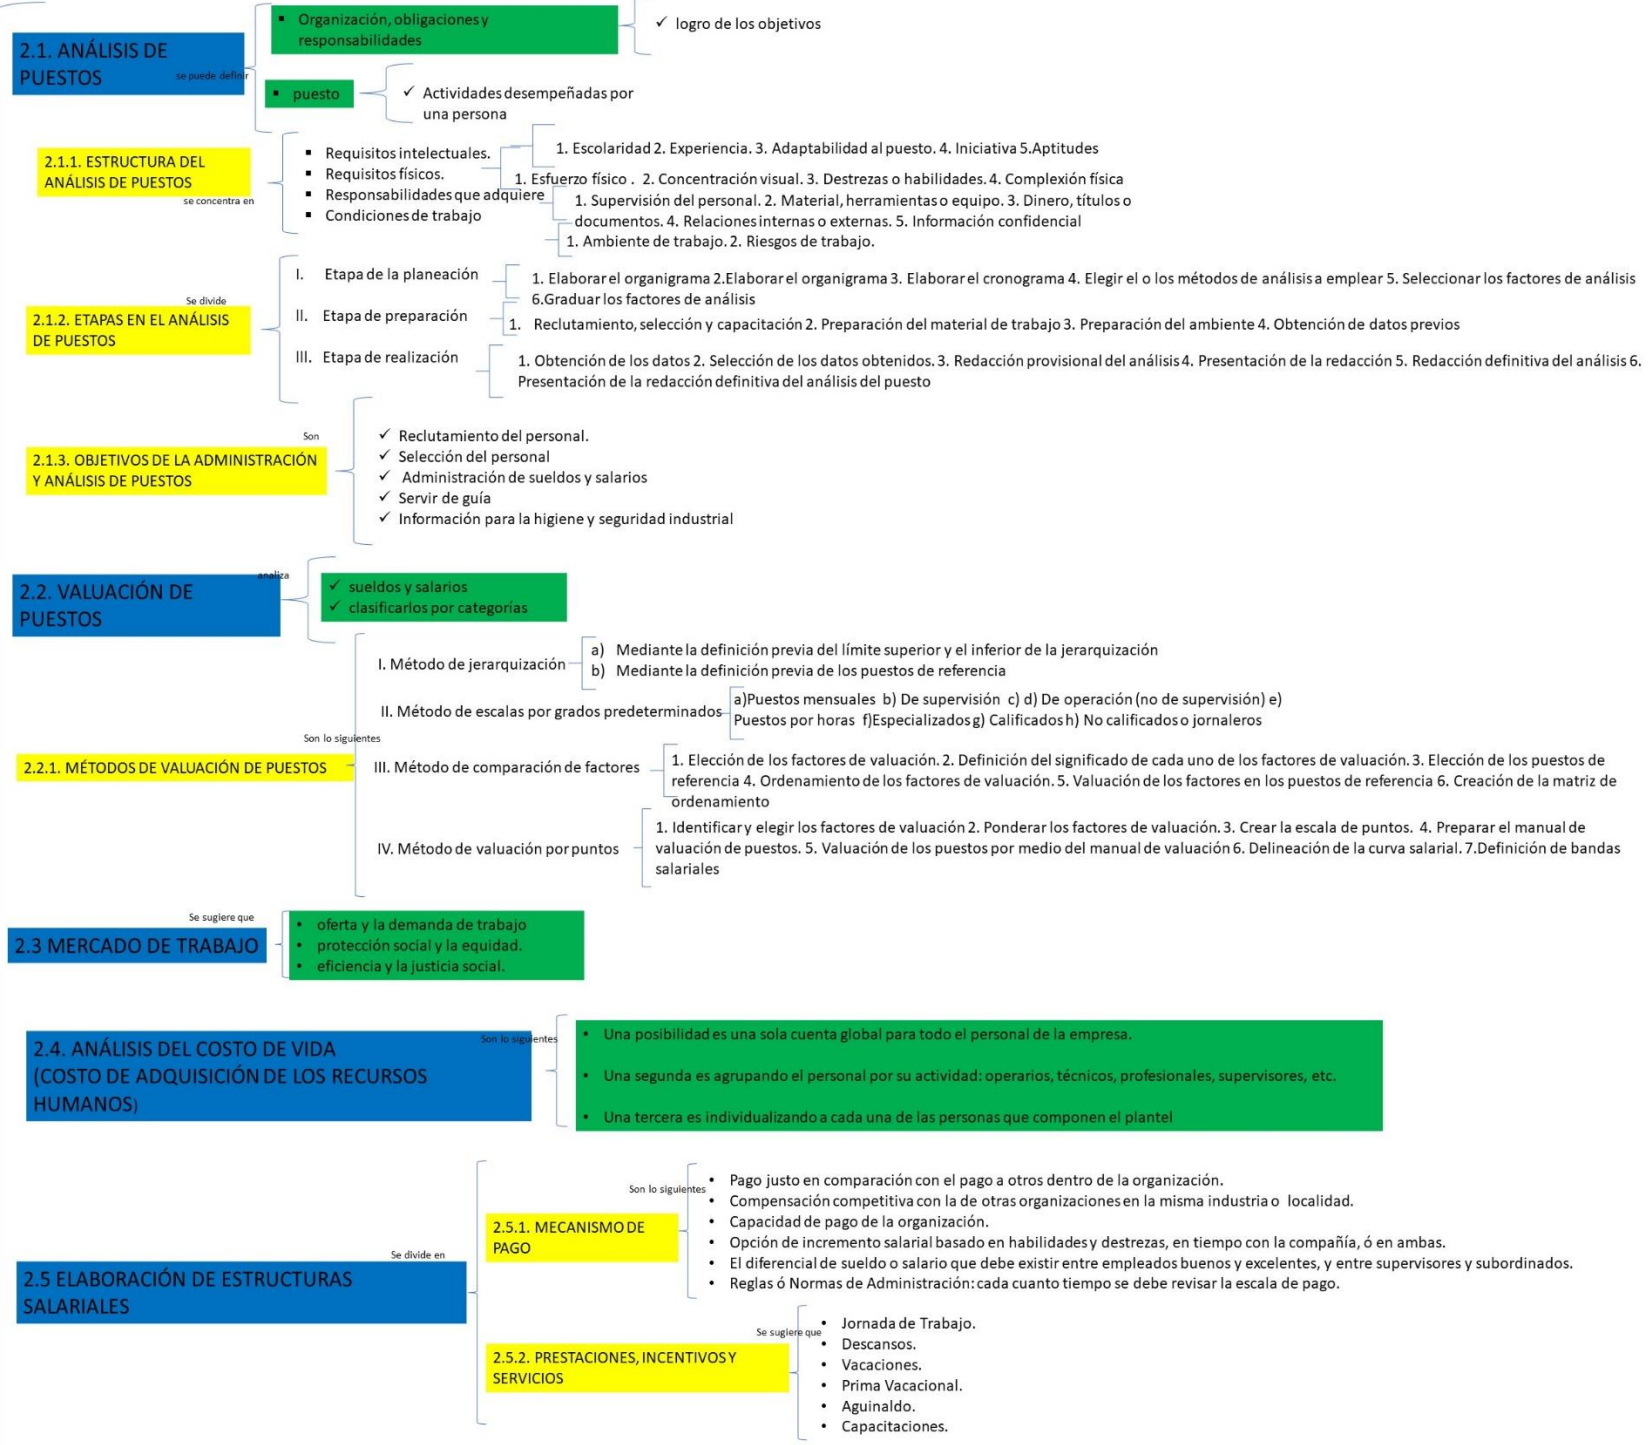 ▪ Organización, obligaciones y
responsabilidades
✓ logro de los objetivos
2.1. ANÁLISIS DE
PUESTOS
se puede definir
▪ puesto
✓ Actividades desempeñadas por
una persona
2.1.1. ESTRUCTURA DEL
ANÁLISIS DE PUESTOS
se concentra en
▪ Requisitos intelectuales.
▪ Requisitos físicos.
▪ Responsabilidades que adquiere
▪ Condiciones de trabajo
1. Escolaridad 2. Experiencia. 3. Adaptabilidad al puesto. 4. Iniciativa 5.Aptitudes
1. Esfuerzo físico . 2. Concentración visual. 3. Destrezas o habilidades. 4. Complexión física
1. Supervisión del personal. 2. Material, herramientas o equipo. 3. Dinero, títulos o
documentos. 4. Relaciones internas o externas. 5. Información confidencial
1. Ambiente de trabajo. 2. Riesgos de trabajo.
2.1.2. ETAPAS EN EL ANÁLISIS
DE PUESTOS
Se divide
I. Etapa de la planeación
1. Elaborar el organigrama 2.Elaborar el organigrama 3. Elaborar el cronograma 4. Elegir el o los métodos de análisis a emplear 5. Seleccionar los factores de análisis
6.Graduar los factores de análisis
II. Etapa de preparación
1. Reclutamiento, selección y capacitación 2. Preparación del material de trabajo 3. Preparación del ambiente 4. Obtención de datos previos
III. Etapa de realización
1. Obtención de los datos 2. Selección de los datos obtenidos. 3. Redacción provisional del análisis 4. Presentación de la redacción 5. Redacción definitiva del análisis 6.
Presentación de la redacción definitiva del análisis del puesto
2.1.3. OBJETIVOS DE LA ADMINISTRACIÓN
Y ANÁLISIS DE PUESTOS
Son
✓ Reclutamiento del personal.
✓ Selección del personal
✓ Administración de sueldos y salarios
✓ Servir de guía
✓ Información para la higiene y seguridad industrial
2.2. VALUACIÓN DE
PUESTOS
analiza
✓ sueldos y salarios
✓ clasificarlos por categorías
2.2.1. MÉTODOS DE VALUACIÓN DE PUESTOS
Son lo siguientes
I. Método de jerarquización
a) Mediante la definición previa del límite superior y el inferior de la jerarquización
b) Mediante la definición previa de los puestos de referencia
II. Método de escalas por grados predeterminados
a)Puestos mensuales b) De supervisión c) d) De operación (no de supervisión) e)
Puestos por horas f)Especializados g) Calificados h) No calificados o jornaleros
III. Método de comparación de factores
1. Elección de los factores de valuación. 2. Definición del significado de cada uno de los factores de valuación. 3. Elección de los puestos de
referencia 4. Ordenamiento de los factores de valuación. 5. Valuación de los factores en los puestos de referencia 6. Creación de la matriz de
ordenamiento
IV. Método de valuación por puntos
1. Identificar y elegir los factores de valuación 2. Ponderar los factores de valuación. 3. Crear la escala de puntos. 4. Preparar el manual de
valuación de puestos. 5. Valuación de los puestos por medio del manual de valuación 6. Delineación de la curva salarial. 7.Definición de bandas
salariales
2.3 MERCADO DE TRABAJO
Se sugiere que
• oferta y la demanda de trabajo
• protección social y la equidad.
• eficiencia y la justicia social.
2.4. ANÁLISIS DEL COSTO DE VIDA
(COSTO DE ADQUISICIÓN DE LOS RECURSOS
HUMANOS)
Son lo siguientes
• Una posibilidad es una sola cuenta global para todo el personal de la empresa.
• Una segunda es agrupando el personal por su actividad: operarios, técnicos, profesionales, supervisores, etc.
• Una tercera es individualizando a cada una de las personas que componen el plantel
2.5 ELABORACIÓN DE ESTRUCTURAS
SALARIALES
Se divide en
2.5.1. MECANISMO DE
PAGO
Son lo siguientes
• Pago justo en comparación con el pago a otros dentro de la organización.
• Compensación competitiva con la de otras organizaciones en la misma industria o localidad.
• Capacidad de pago de la organización.
• Opción de incremento salarial basado en habilidades y destrezas, en tiempo con la compañía, ó en ambas.
• El diferencial de sueldo o salario que debe existir entre empleados buenos y excelentes, y entre supervisores y subordinados.
• Reglas ó Normas de Administración: cada cuanto tiempo se debe revisar la escala de pago.
2.5.2. PRESTACIONES, INCENTIVOS Y
SERVICIOS
Se sugiere que
• Jornada de Trabajo.
• Descansos.
• Vacaciones.
• Prima Vacacional.
• Aguinaldo.
• Capacitaciones.